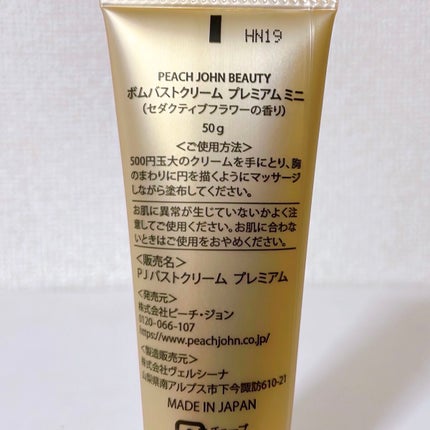 HN19
PEACH JOHN BEAUTY
ボムバストクリーム プレミアム ミニ
(セダクティブフラワーの香り)
50g
<ご使用方法>
500円玉大のクリームを手にとり、胸
のまわりに円を描くようにマッサージ
しながら塗布してください。
お肌に異常が生じていないかよく注
意してご使用ください。お肌に合わな
いときはご使用をおやめください。
<販売名>
PJバストクリーム プレミアム
<発売元>
株式会社ピーチ・ジョン
0120-066-107
https://www.peachjohn.co.jp/
<製造販売元>
株式会社ヴェルシーナ
山梨県南アルプス市下今諏訪610-21
MADE IN JAPAN